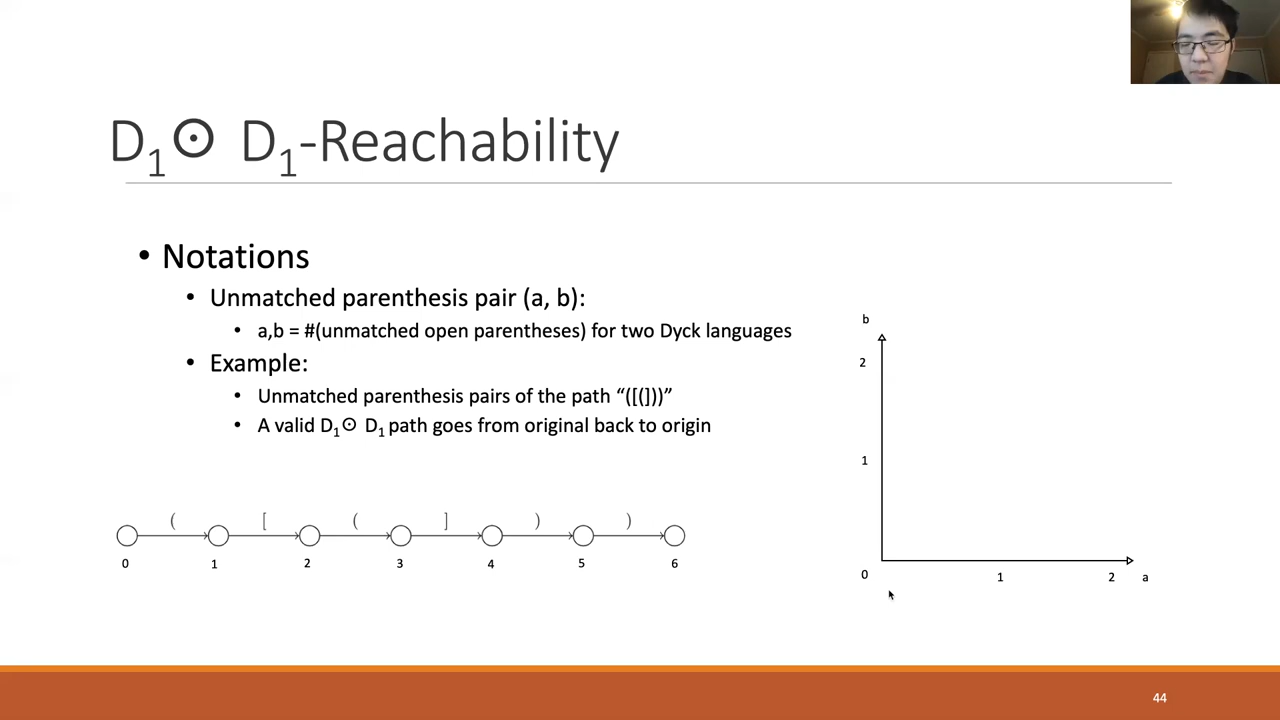 D1⊙ D1-Reachability
• Notations
• Unmatched parenthesis pair (a, b):
• a,b = #(unmatched open parentheses) for two Dyck languages
• Example:
• Unmatched parenthesis pairs of the path “([(]))”
• A valid D1⊙ D1 path goes from original back to origin
( [ ( ] ) )
0 1 2 3 4 5 6
b
2
1
0 1 2 a
44